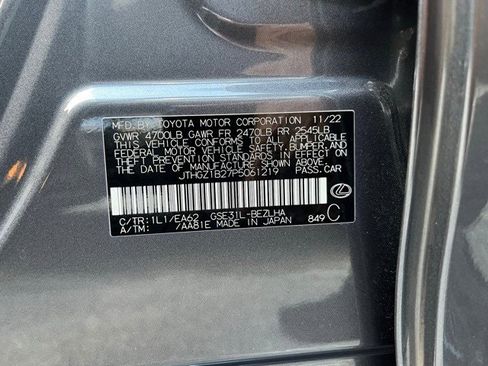 MFD.BY TOYOTA MOTOR CORPORATION 11/22
GVWR 4700LB GAWR FR 2470LB RR 2545LB
THIS VEHICLE CONFORMS TO ALL APPLICABLE
FEDERAL MOTOR VEHICLE SAFETY, BUMPER, AND
THEFT PREVENTION STANDARDS IN EFFECT ON
THE DATE OF MANUFACTURE SHOWN ABOVE.
JTHGZ1B27P5061219 PASS.CAR
C/TR:1L1/EA62 GSE31L-BEZLHA
A/TM: /AA81E MADE IN JAPAN 849 C